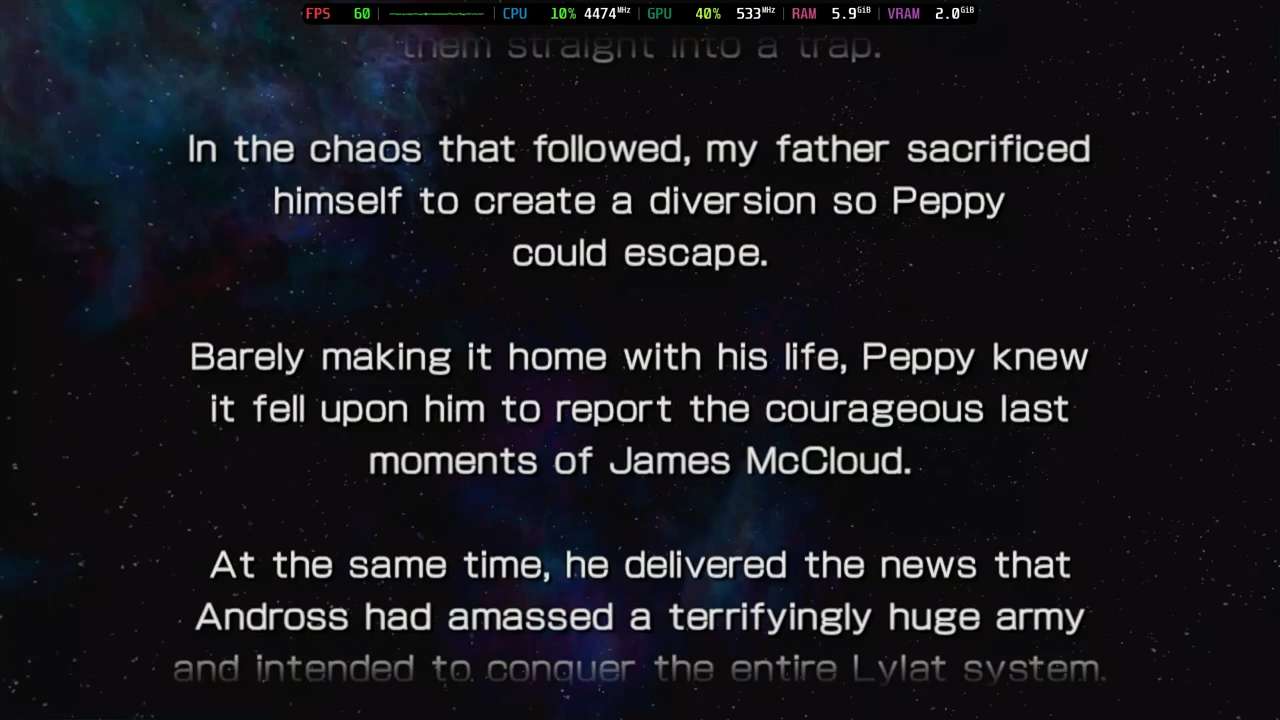 FPS 60 CPU 10% 4474MHz GPU 40% 533MHz RAM 5.9GiB VRAM 2.0GiB
them straight into a trap.
In the chaos that followed, my father sacrificed
himself to create a diversion so Peppy
could escape.
Barely making it home with his life, Peppy knew
it fell upon him to report the courageous last
moments of James McCloud.
At the same time, he delivered the news that
Andross had amassed a terrifyingly huge army
and intended to conquer the entire Lylat system.